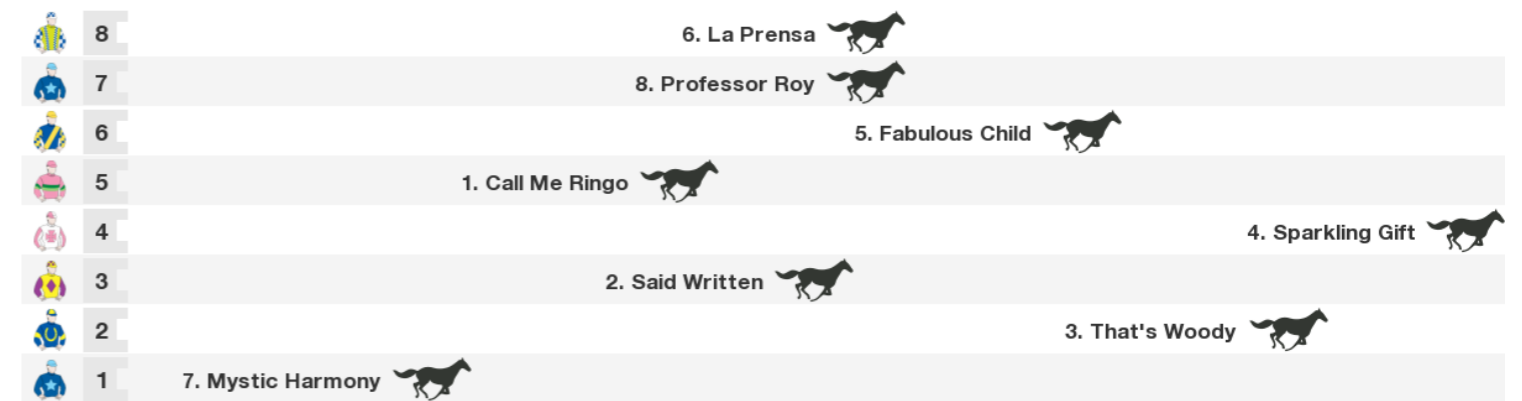 8 6. La Prensa
7 8. Professor Roy
6 5. Fabulous Child
5 1. Call Me Ringo
4 4. Sparkling Gift
3 2. Said Written
2 3. That's Woody
1 7. Mystic Harmony